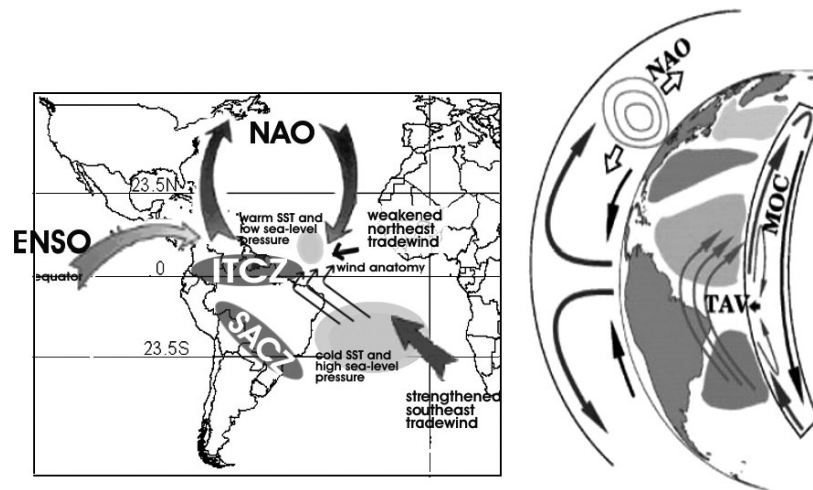 NAO
23.5N
warm SST and
low sea-level
pressure
weakened
northeast
tradewind
ENSO
equator
0
ITCZ
wind anatomy
SACZ
23.5S
cold SST and
high sea-level
pressure
strengthened
southeast
tradewind
NAO
MOC
TAV